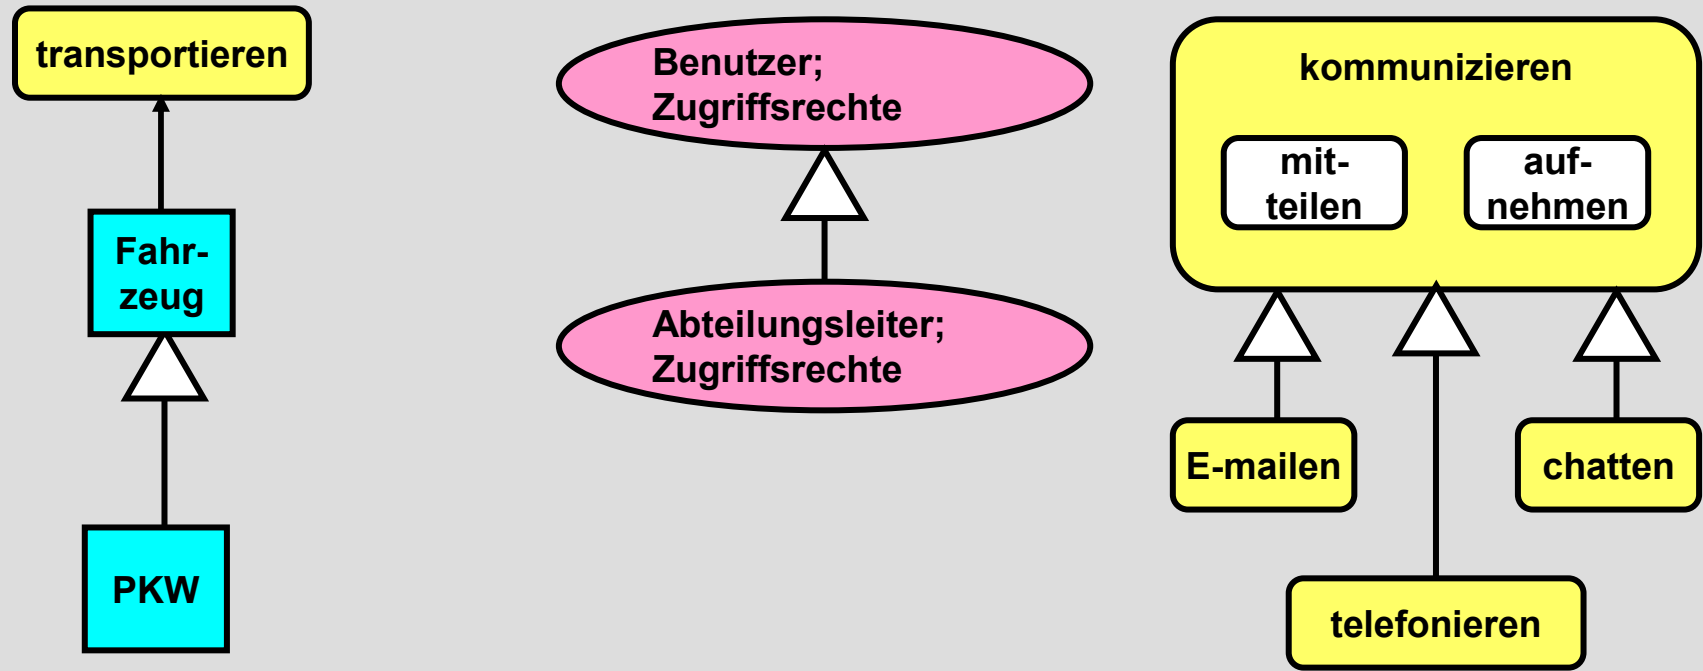 transportieren
Fahr-
zeug
PKW
Benutzer;
Zugriffsrechte
Abteilungsleiter;
Zugriffsrechte
kommunizieren
mit-
teilen
auf-
nehmen
E-mailen
chatten
telefonieren